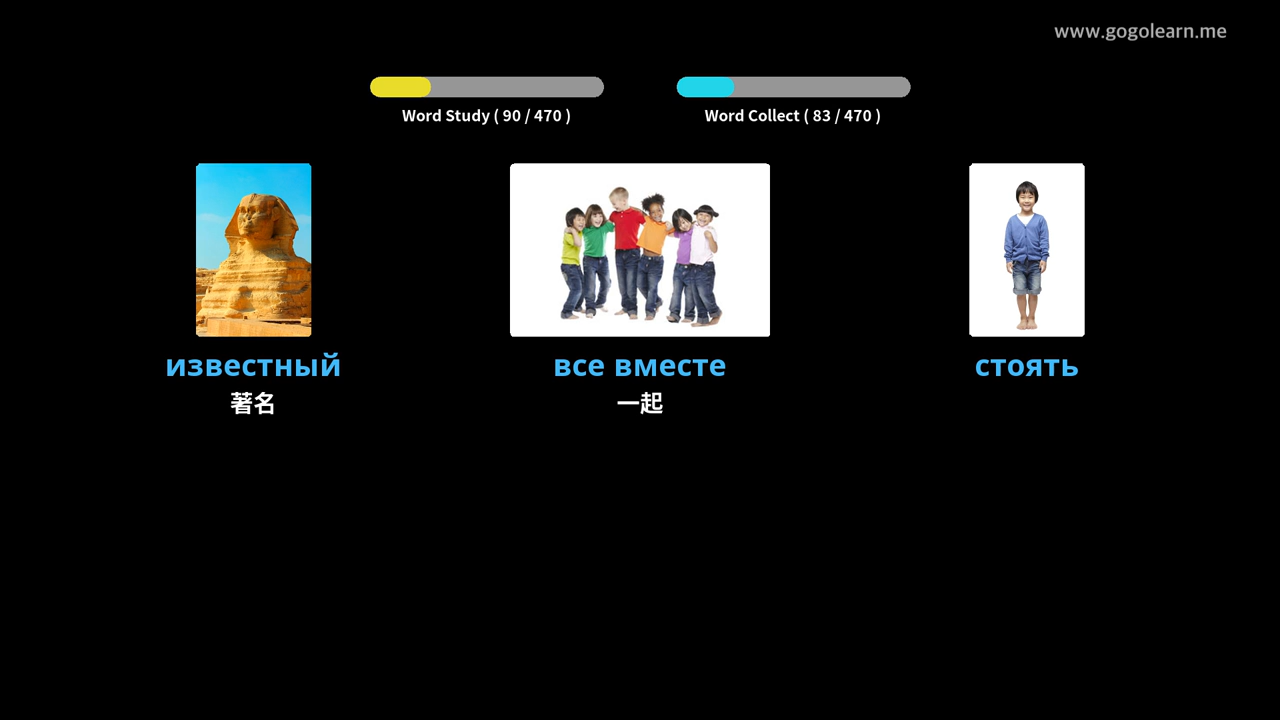 www.gogolearn.me
Word Study ( 90 / 470 )
Word Collect ( 83 / 470 )
известный
все вместе
стоять
著名
一起